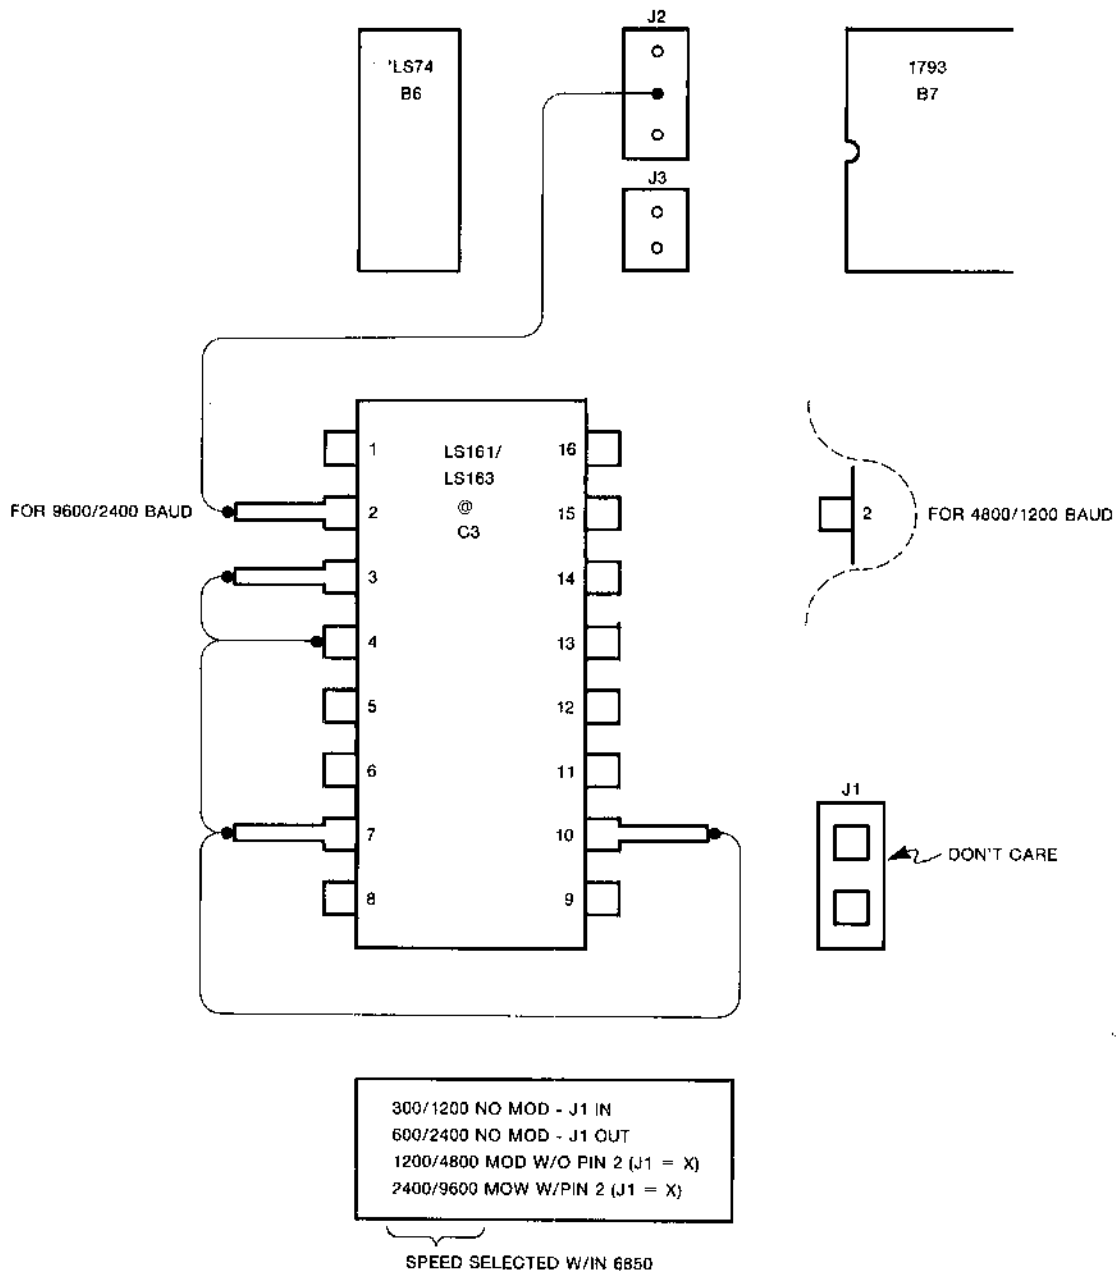 J2
'LS74
B6
1793
B7
J3
1
LS161/
LS163
@
C3
16
FOR 9600/2400 BAUD
2
15
2
FOR 4800/1200 BAUD
3
14
4
13
5
12
6
11
J1
7
10
DON'T CARE
8
9
300/1200 NO MOD - J1 IN
600/2400 NO MOD - J1 OUT
1200/4800 MOD W/O PIN 2 (J1 = X)
2400/9600 MOW W/PIN 2 (J1 = X)
SPEED SELECTED W/IN 6850